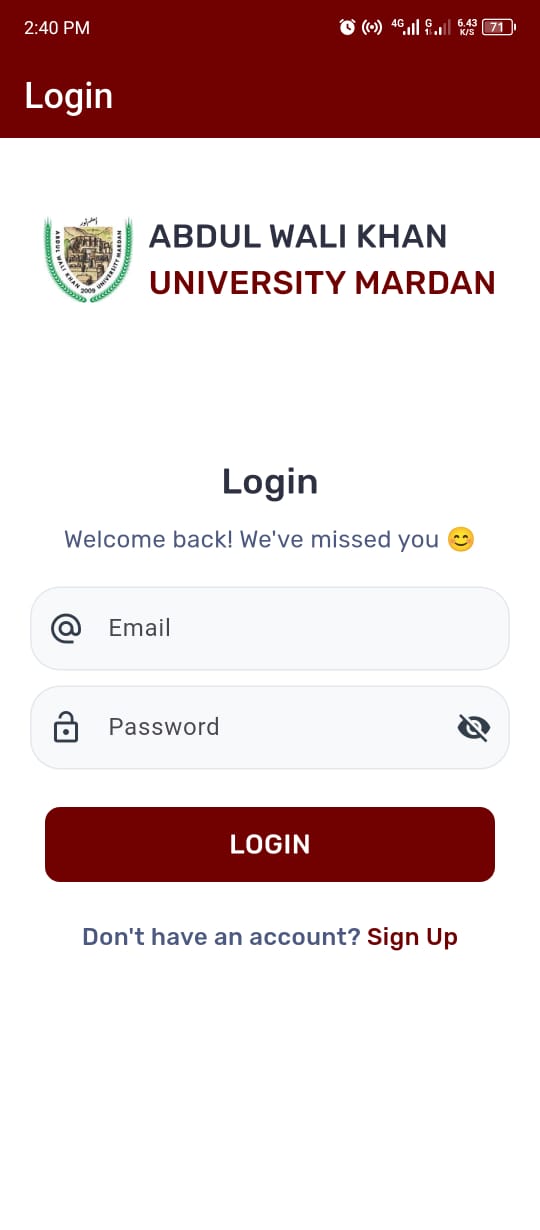 2:40 PM
4G
G
6.43
K/S
71
Login
ABDUL WALI KHAN
UNIVERSITY MARDAN
ABDUL WALI KHAN UNIVERSITY MARDAN
2009
Login
Welcome back! We've missed you 😊
Email
Password
LOGIN
Don't have an account? Sign Up